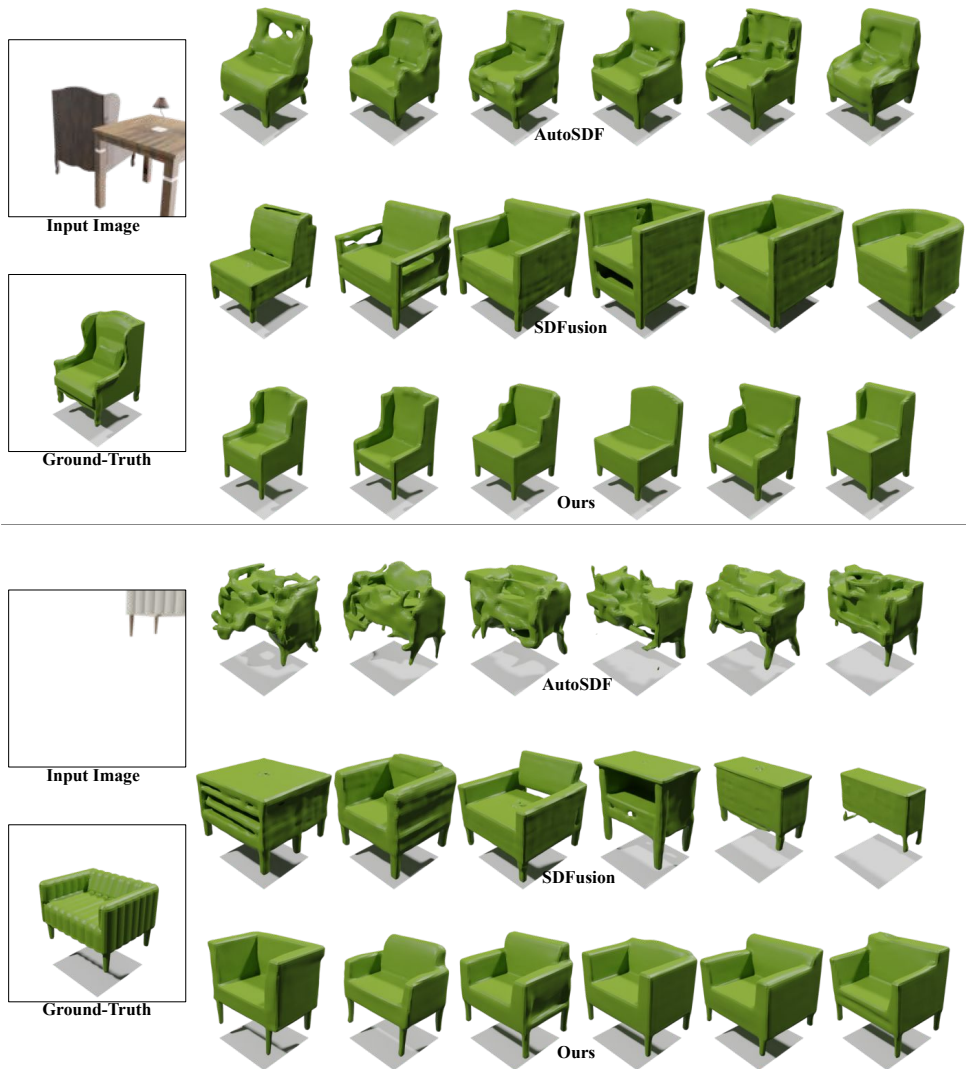 AutoSDF
Input Image
SDFusion
Ground-Truth
Ours
AutoSDF
Input Image
SDFusion
Ground-Truth
Ours